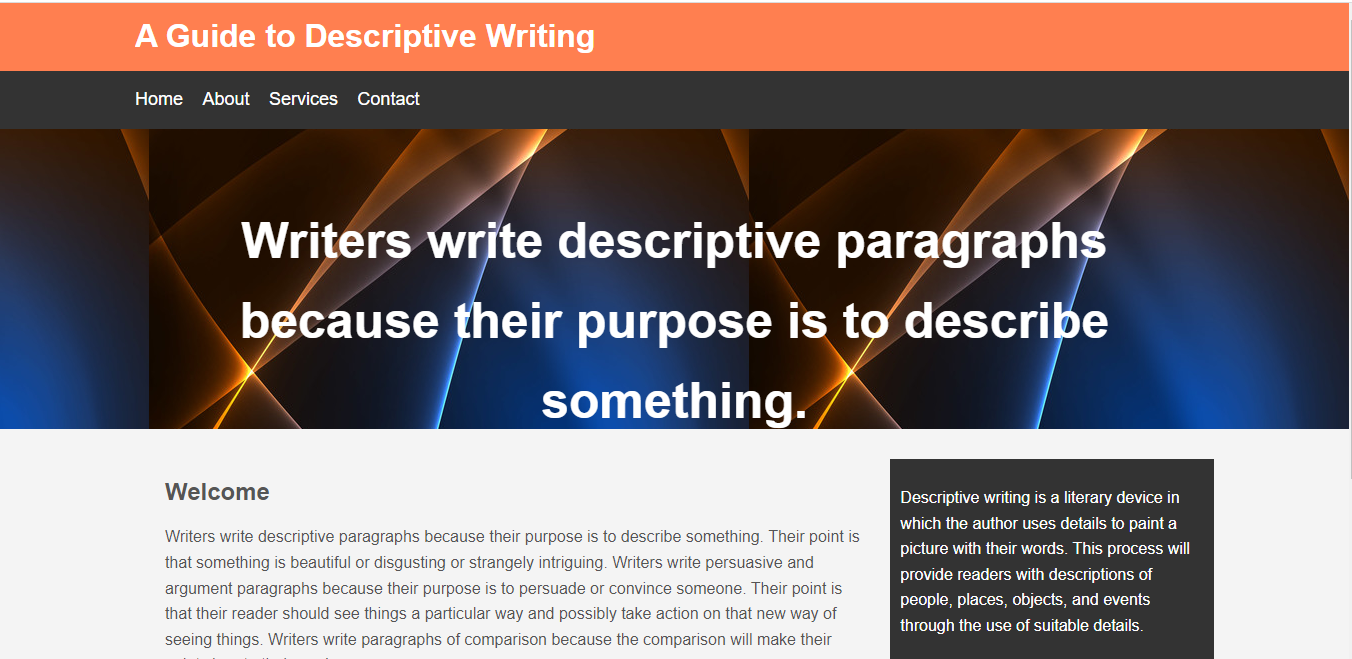 A Guide to Descriptive Writing
Home About Services Contact
Writers write descriptive paragraphs
because their purpose is to describe
something.
Welcome
Writers write descriptive paragraphs because their purpose is to describe something. Their point is
that something is beautiful or disgusting or strangely intriguing. Writers write persuasive and
argument paragraphs because their purpose is to persuade or convince someone. Their point is
that their reader should see things a particular way and possibly take action on that new way of
seeing things. Writers write paragraphs of comparison because the comparison will make their
Descriptive writing is a literary device in
which the author uses details to paint a
picture with their words. This process will
provide readers with descriptions of
people, places, objects, and events
through the use of suitable details.